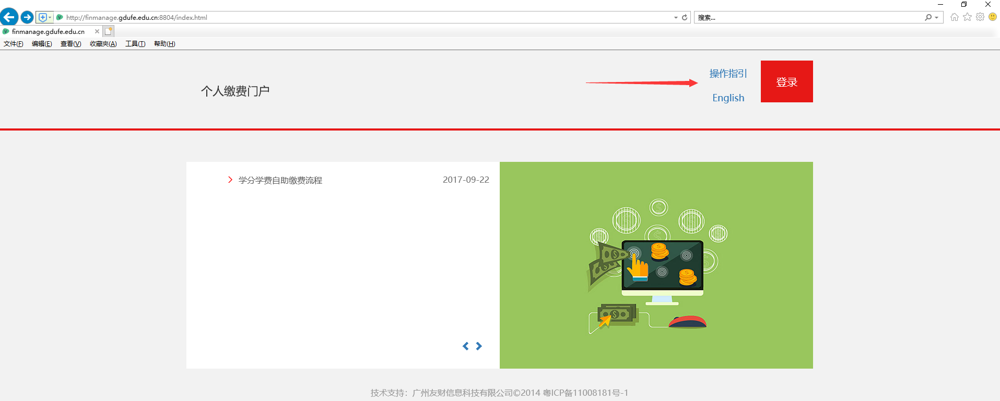 http://finmanage.gdufe.edu.cn:8804/index.html
搜索...
finmanage.gdufe.edu.cn
文件(F) 编辑(E) 查看(V) 收藏夹(A) 工具(T) 帮助(H)
操作指引
登录
个人缴费门户
English
学分学费自助缴费流程 2017-09-22
技术支持：广州友财信息科技有限公司©2014 粤ICP备11008181号-1